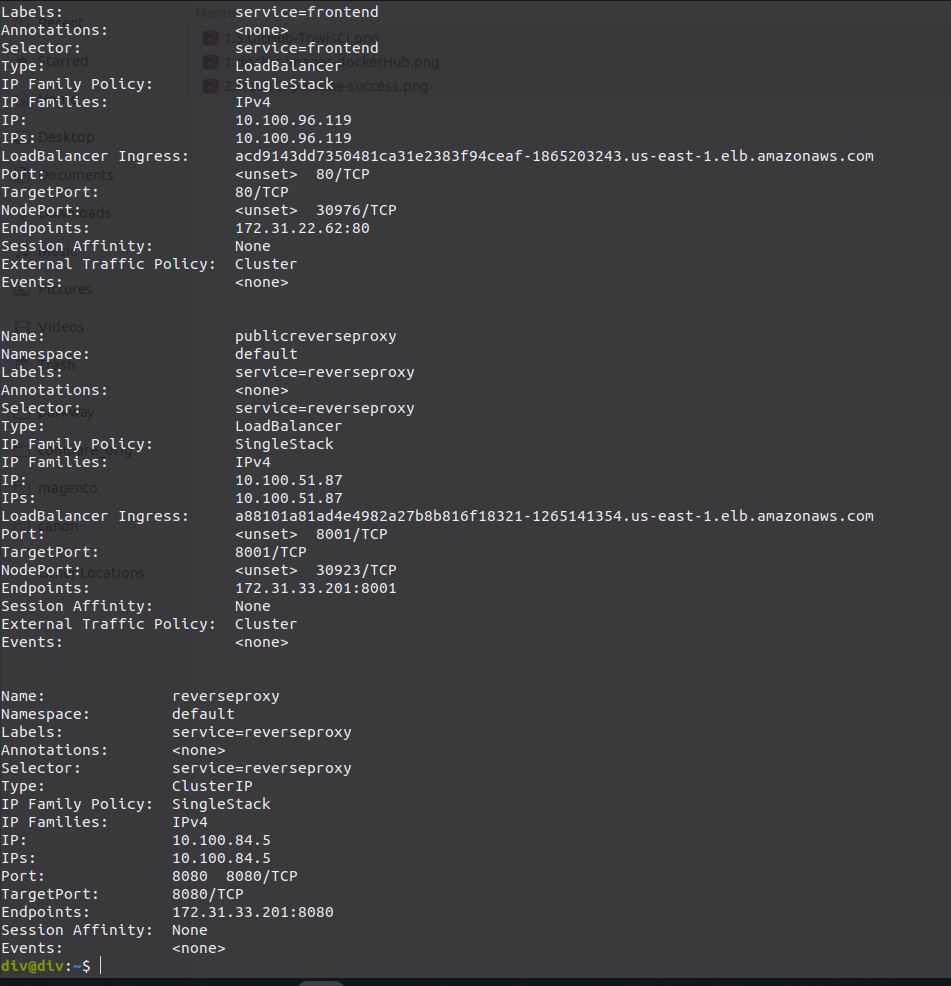 Labels:                   service=frontend
Annotations:              <none>
Selector:                 service=frontend
Type:                     LoadBalancer
IP Family Policy:         SingleStack
IP Families:              IPv4
IP:                       10.100.96.119
IPs:                      10.100.96.119
LoadBalancer Ingress:     acd9143dd7350481ca31e2383f94ceaf-1865203243.us-east-1.elb.amazonaws.com
Port:                     <unset>  80/TCP
TargetPort:               80/TCP
NodePort:                 <unset>  30976/TCP
Endpoints:                172.31.22.62:80
Session Affinity:         None
External Traffic Policy:  Cluster
Events:                   <none>
Name:                     publicreverseproxy
Namespace:                default
Labels:                   service=reverseproxy
Annotations:              <none>
Selector:                 service=reverseproxy
Type:                     LoadBalancer
IP Family Policy:         SingleStack
IP Families:              IPv4
IP:                       10.100.51.87
IPs:                      10.100.51.87
LoadBalancer Ingress:     a88101a81ad4e4982a27b8b816f18321-1265141354.us-east-1.elb.amazonaws.com
Port:                     <unset>  8001/TCP
TargetPort:               8001/TCP
NodePort:                 <unset>  30923/TCP
Endpoints:                172.31.33.201:8001
Session Affinity:         None
External Traffic Policy:  Cluster
Events:                   <none>
Name:              reverseproxy
Namespace:         default
Labels:            service=reverseproxy
Annotations:       <none>
Selector:          service=reverseproxy
Type:              ClusterIP
IP Family Policy:  SingleStack
IP Families:       IPv4
IP:                10.100.84.5
IPs:               10.100.84.5
Port:              8080  8080/TCP
TargetPort:        8080/TCP
Endpoints:         172.31.33.201:8080
Session Affinity:  None
Events:            <none>
div@div:~$
Name
Starred
Desktop
Documents
Pictures
Videos
magento
canon
Locations